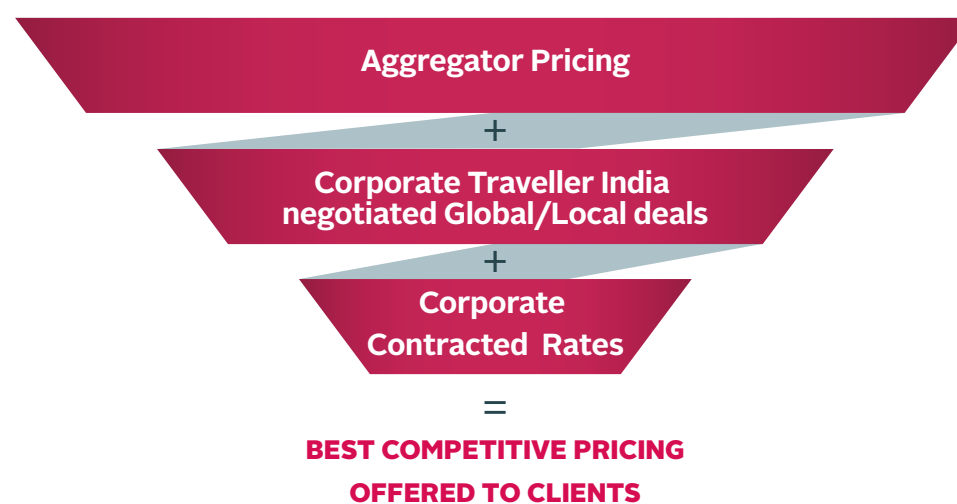 Aggregator Pricing
+
Corporate Traveller India
negotiated Global/Local deals
+
Corporate
Contracted Rates
=
BEST COMPETITIVE PRICING
OFFERED TO CLIENTS